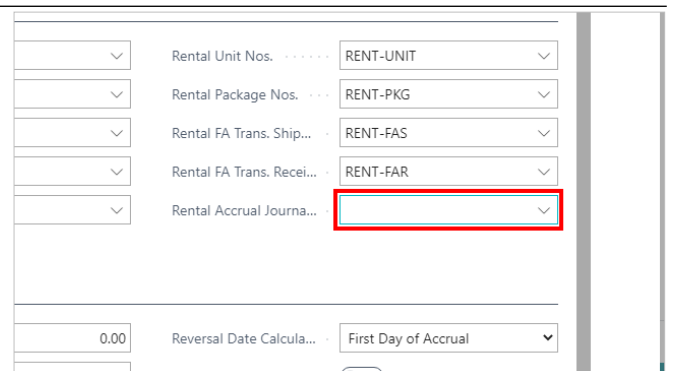 Rental Unit Nos. RENT-UNIT
Rental Package Nos. RENT-PKG
Rental FA Trans. Ship... RENT-FAS
Rental FA Trans. Recei... RENT-FAR
Rental Accrual Journa...
0.00 Reversal Date Calcula... First Day of Accrual